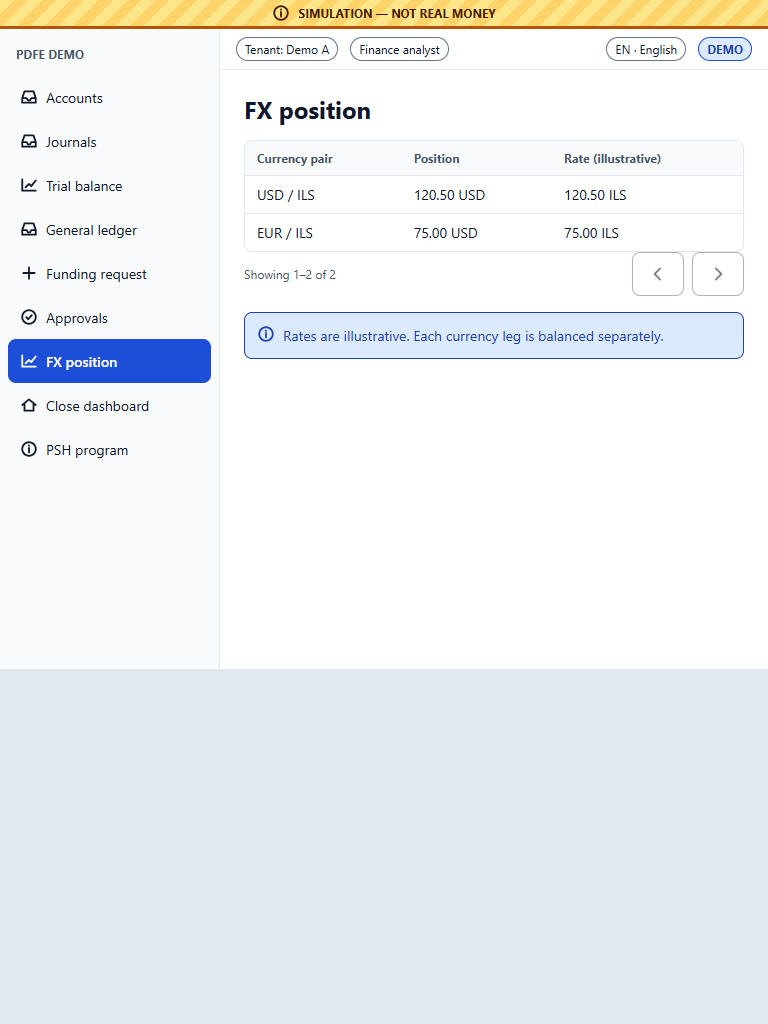 SIMULATION — NOT REAL MONEY
PDFE DEMO
Tenant: Demo A
Finance analyst
EN · English
DEMO
Accounts
Journals
Trial balance
General ledger
Funding request
Approvals
FX position
Close dashboard
PSH program
FX position
Currency pair Position Rate (illustrative)
USD / ILS 120.50 USD 120.50 ILS
EUR / ILS 75.00 USD 75.00 ILS
Showing 1–2 of 2
Rates are illustrative. Each currency leg is balanced separately.